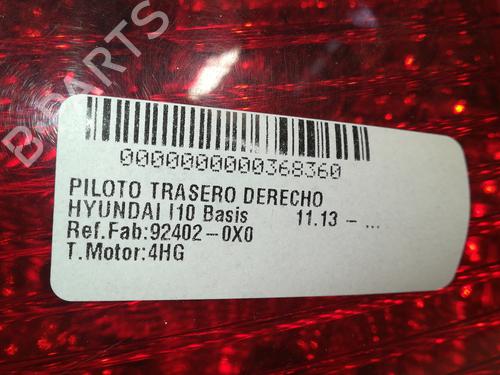 B-PARTS
0000000000368360
PILOTO TRASERO DERECHO
HYUNDAI I10 Basis 11.13 - ...
Ref.Fab:92402-0X0
T.Motor:4HG